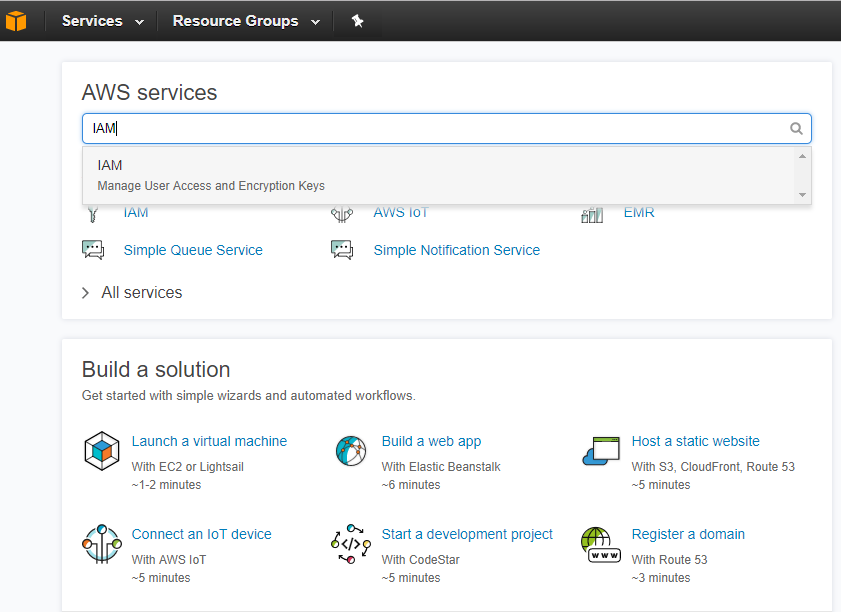 Services
Resource Groups
AWS services
IAM
IAM
Manage User Access and Encryption Keys
IAM
AWS IoT
EMR
Simple Queue Service
Simple Notification Service
All services
Build a solution
Get started with simple wizards and automated workflows.
Launch a virtual machine
With EC2 or Lightsail
~1-2 minutes
Build a web app
With Elastic Beanstalk
~6 minutes
Host a static website
With S3, CloudFront, Route 53
~5 minutes
Connect an IoT device
With AWS IoT
~5 minutes
Start a development project
With CodeStar
~5 minutes
www
Register a domain
With Route 53
~3 minutes